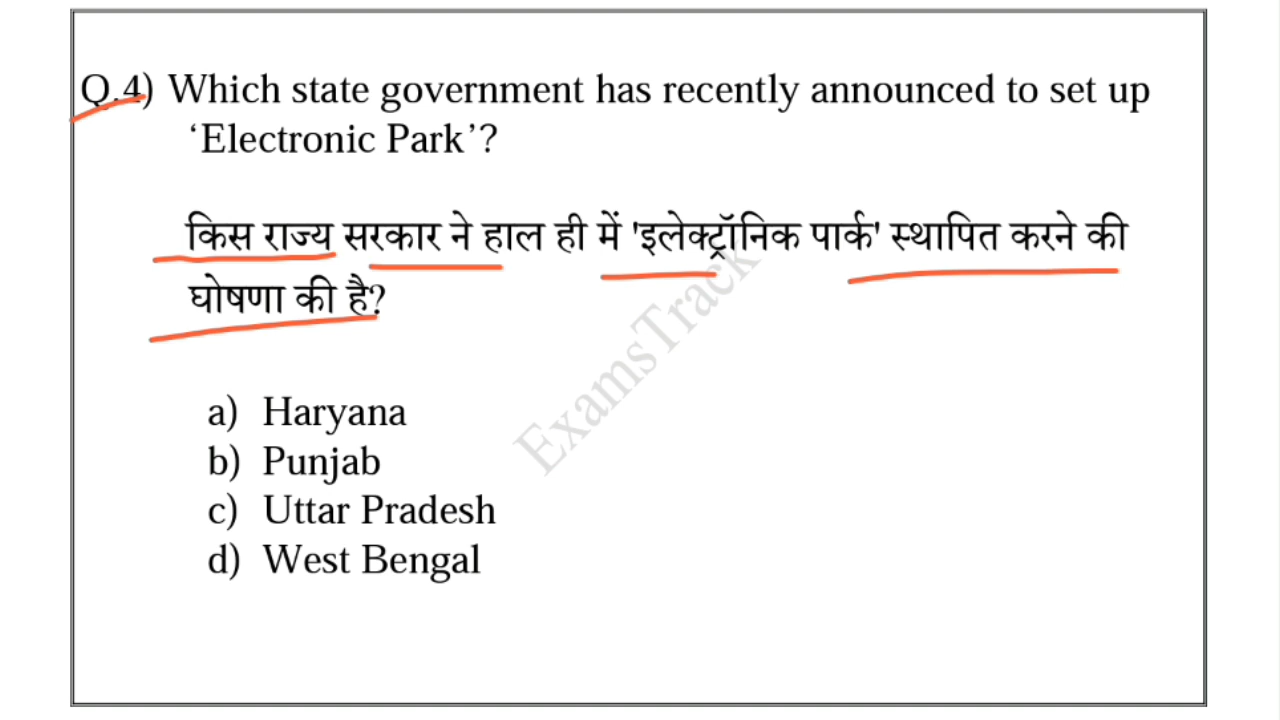 Q.4) Which state government has recently announced to set up
‘Electronic Park’?
किस राज्य सरकार ने हाल ही में 'इलेक्ट्रॉनिक पार्क' स्थापित करने की
घोषणा की है?
ExamsTrack
a) Haryana
b) Punjab
c) Uttar Pradesh
d) West Bengal